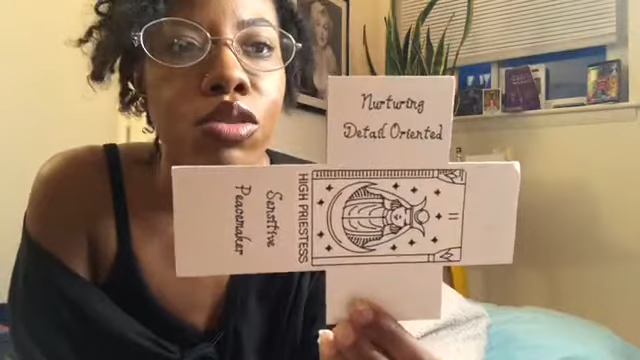 Nurturing
Detail Oriented
Sensitive
Peacemaker
HIGH PRIESTESS
II